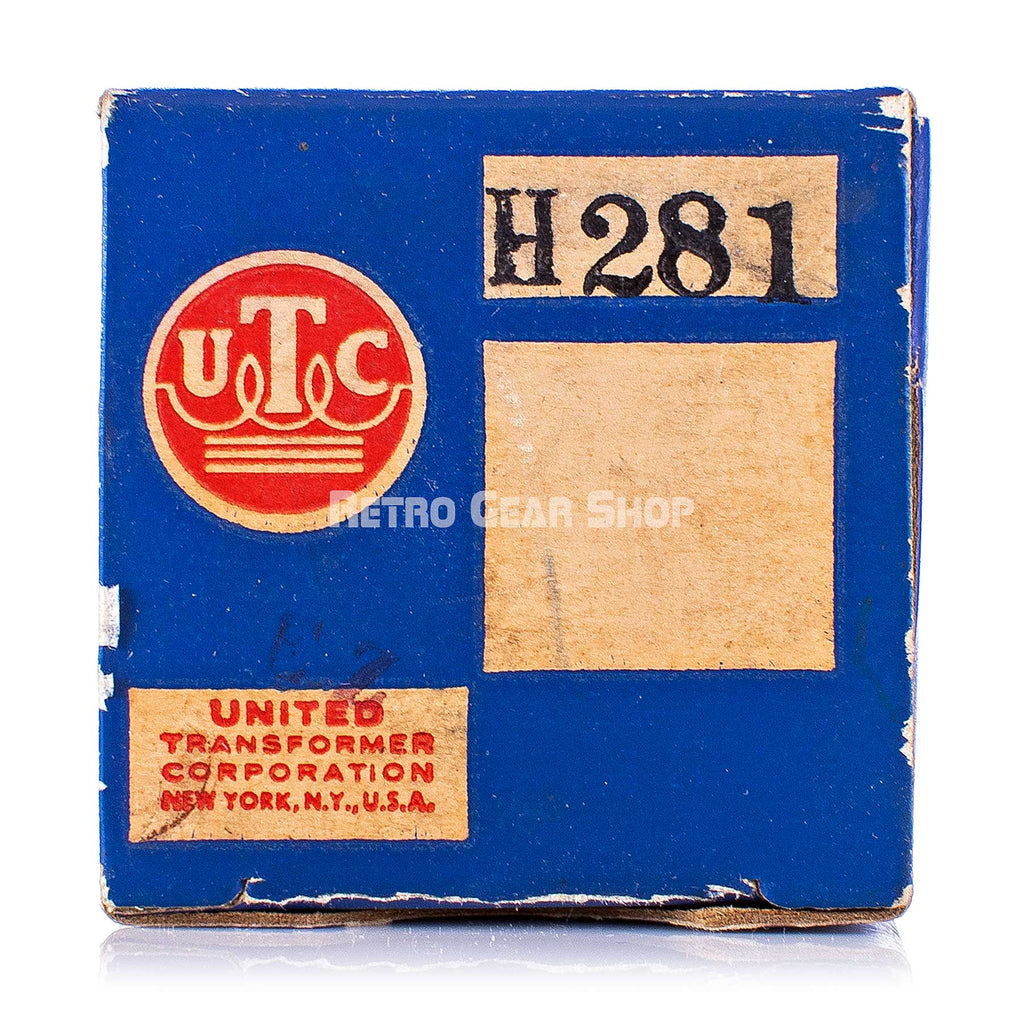 H281
UTC
RETRO GEAR SHOP
UNITED
TRANSFORMER
CORPORATION
NEW YORK, N.Y., U.S.A.